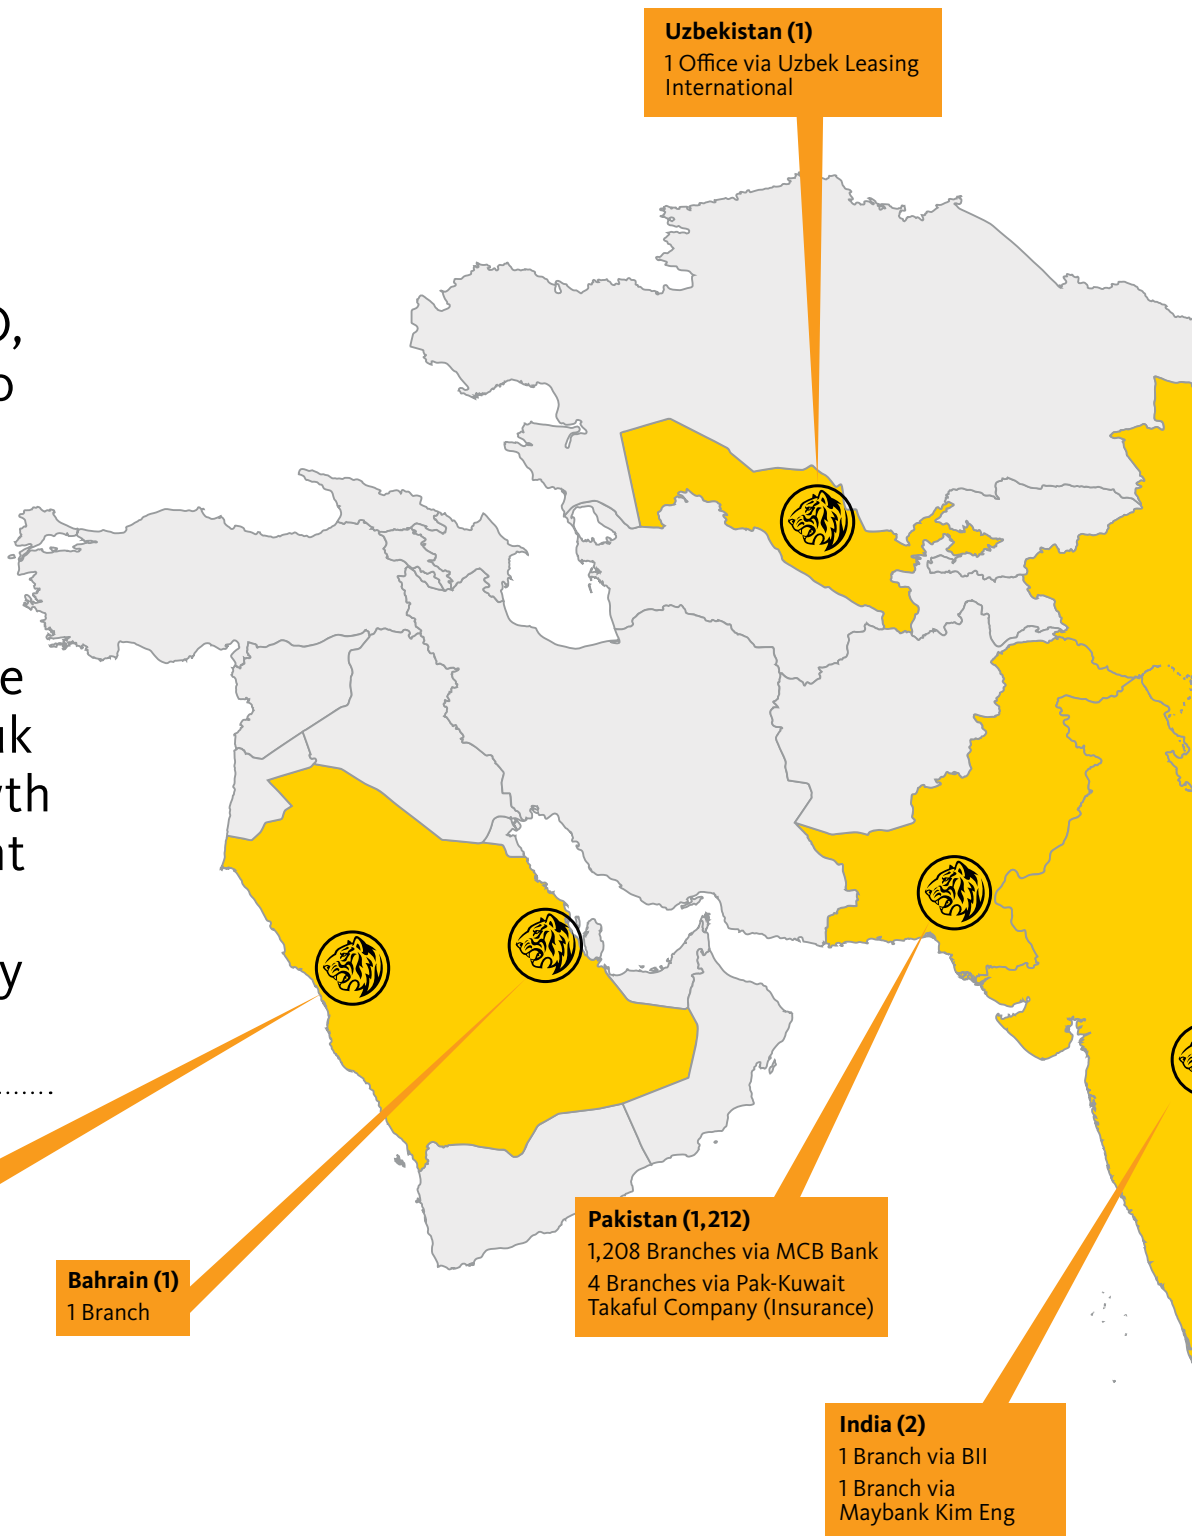 Uzbekistan (1)
1 Office via Uzbek Leasing
International
Pakistan (1,212)
1,208 Branches via MCB Bank
4 Branches via Pak-Kuwait
Takaful Company (Insurance)
Bahrain (1)
1 Branch
India (2)
1 Branch via BII
1 Branch via
Maybank Kim Eng